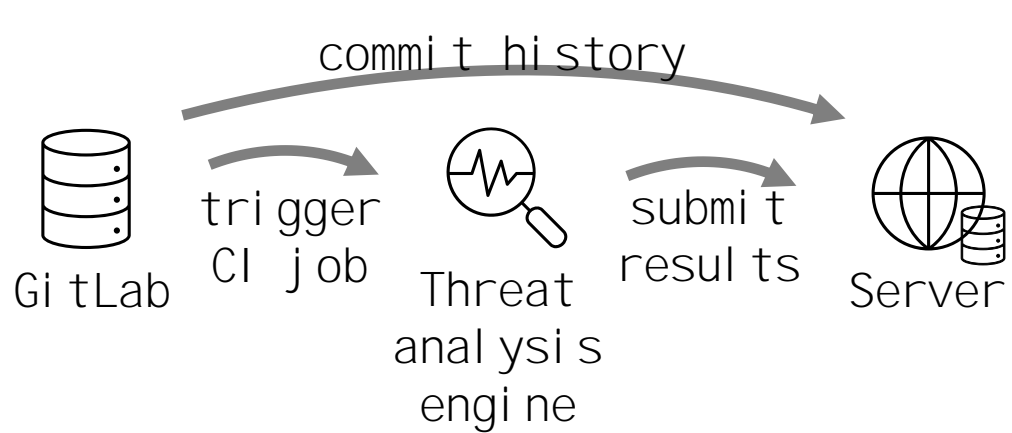 commit history
trigger
CI job
submit
results
GitLab
Threat
analysis
engine
Server